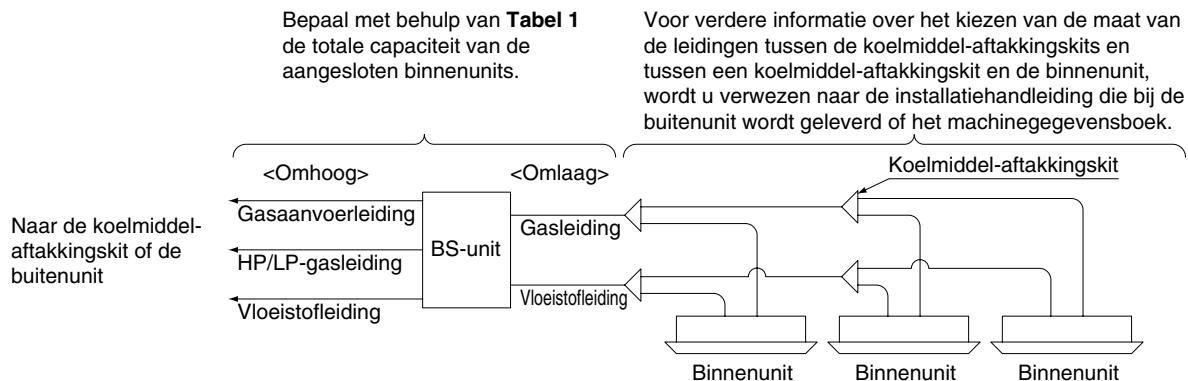 Bepaal met behulp van Tabel 1
de totale capaciteit van de
aangesloten binnenunits.
Voor verdere informatie over het kiezen van de maat van
de leidingen tussen de koelmiddel-aftakkingskits en
tussen een koelmiddel-aftakkingskit en de binnenunit,
wordt u verwezen naar de installatiehandleiding die bij de
buitenunit wordt geleverd of het machinegegevensboek.
<Omhoog>
<Omlaag>
Koelmiddel-aftakkingskit
Naar de koelmiddel-
aftakkingskit of de
buitenunit
Gasaanvoerleiding
HP/LP-gasleiding
Vloeistofleiding
BS-unit
Gasleiding
Vloeistofleiding
Binnenunit
Binnenunit
Binnenunit